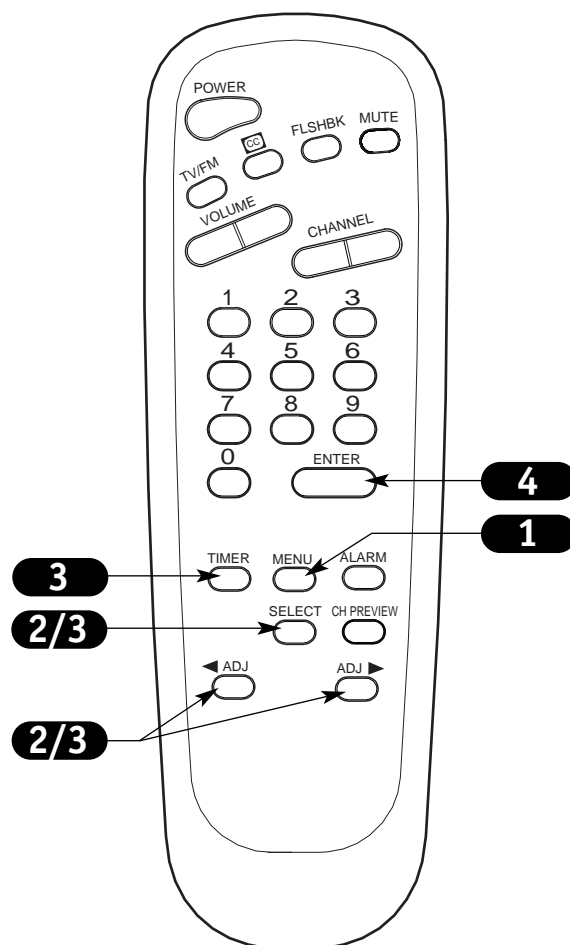 POWER
MUTE
FLSHBK
CC
TV/FM
VOLUME
CHANNEL
1 2 3
4 5 6
7 8 9
0 ENTER
4
1
TIMER MENU ALARM
3
SELECT CH PREVIEW
2/3
◀ ADJ ADJ ▶
2/3